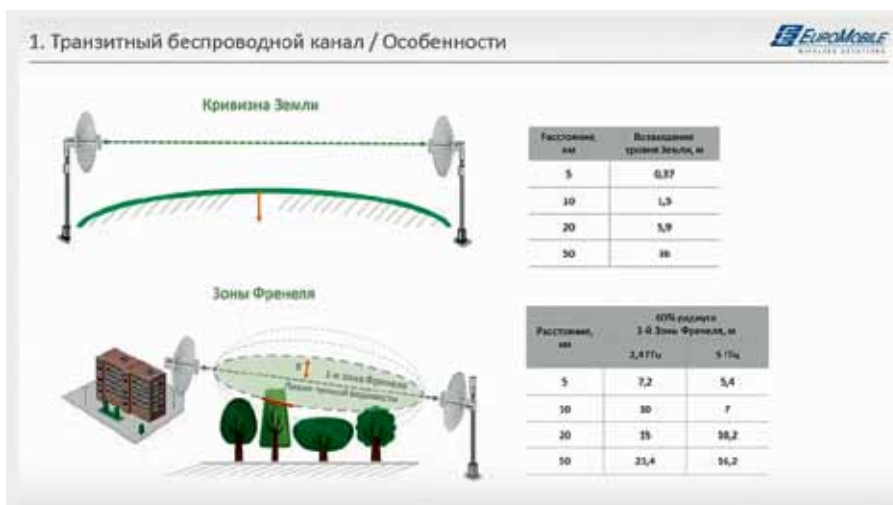 1. Транзитный беспроводной канал / Особенности
EUROMOBILE
Кривизна Земли
Расстояние, км
Возвышение уровня Земли, м
5 0,37
10 1,5
20 5,9
50 36
Зоны Френеля
1-я зона Френеля
Линия прямой видимости
R
Расстояние, км
60% радиуса
1-й Зоны Френеля, м
2,4 ГГц 5 ГГц
5 7,2 5,4
10 10 7
20 15 10,2
50 23,4 16,2